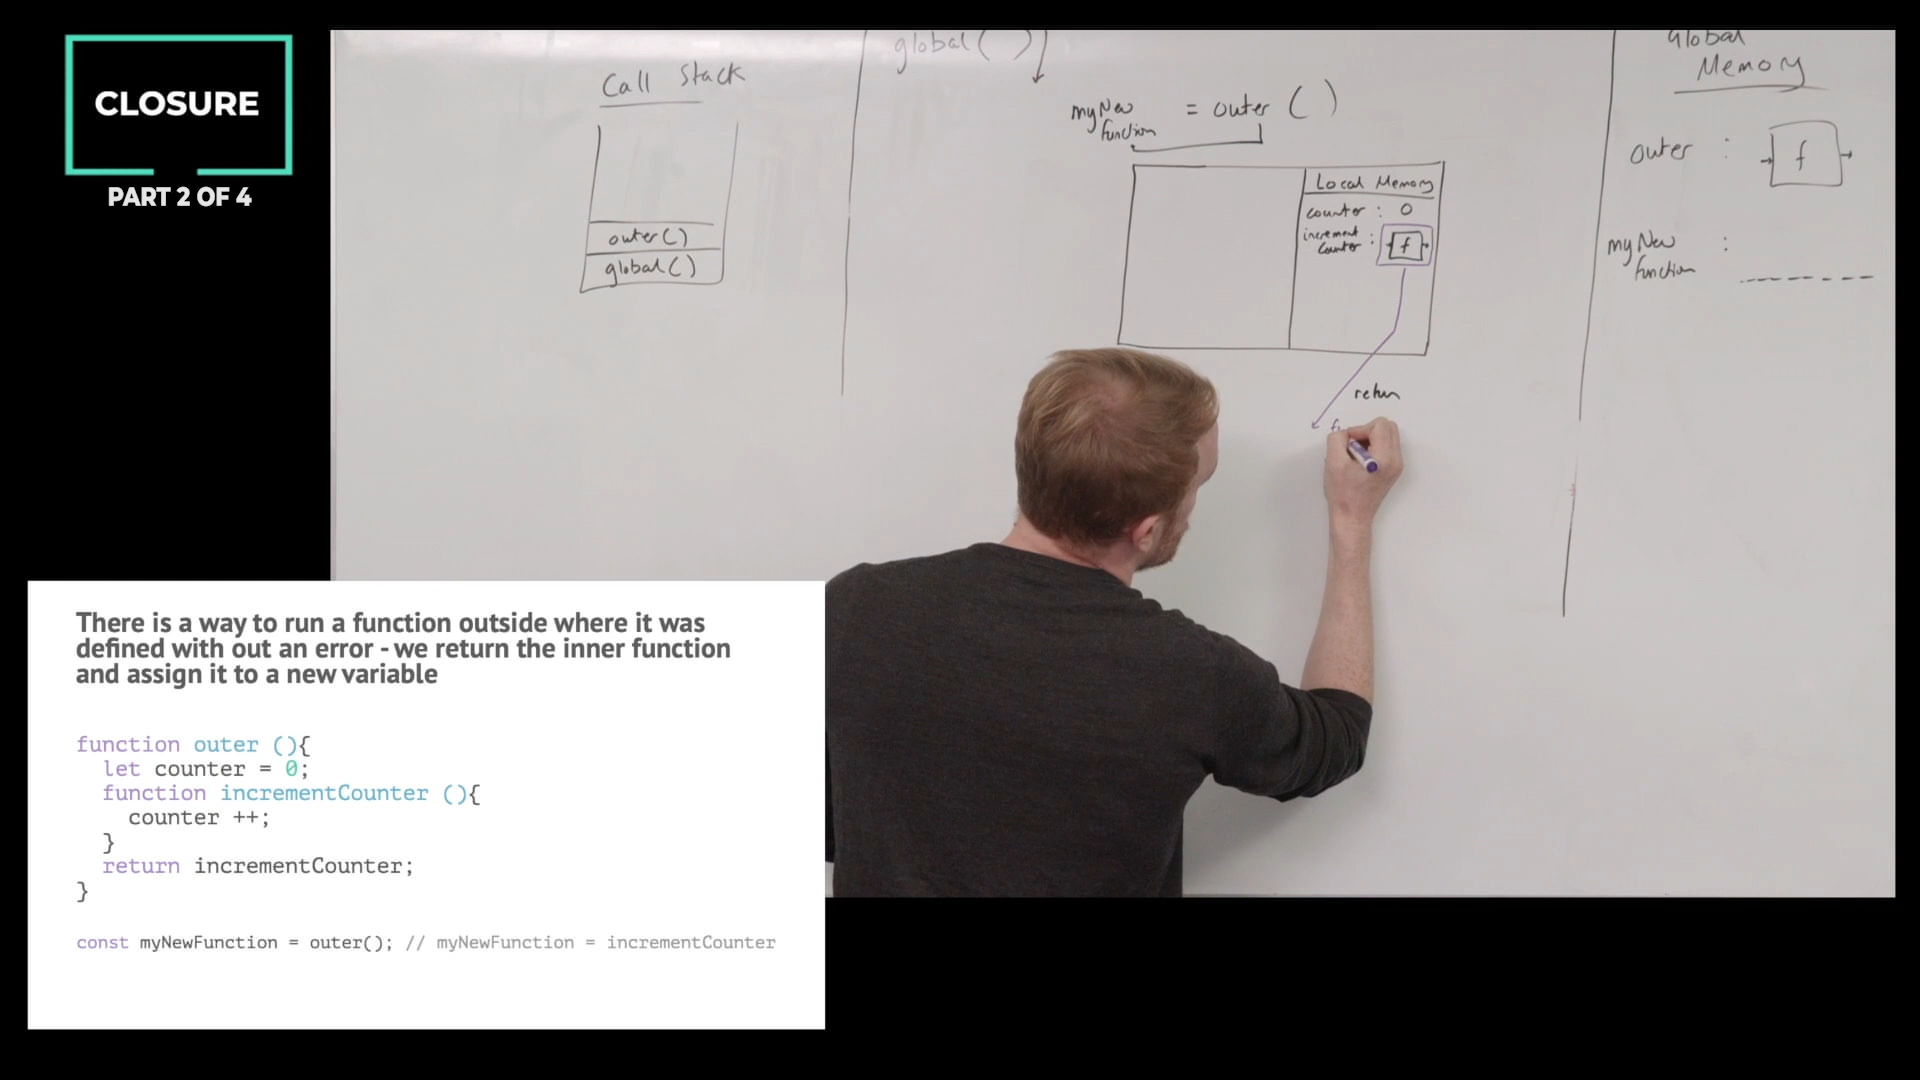 CLOSURE
PART 2 OF 4
Call Stack
outer()
global()
global( )
myNew
function = outer ( )
Local Memory
counter : 0
increment
counter : f
return
Global
Memory
outer : f
myNew
function :
There is a way to run a function outside where it was
defined with out an error - we return the inner function
and assign it to a new variable
function outer (){
let counter = 0;
function incrementCounter (){
counter ++;
}
return incrementCounter;
}
const myNewFunction = outer(); // myNewFunction = incrementCounter